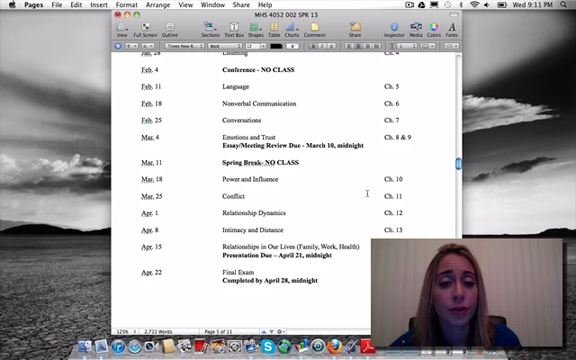 Pages File Edit Insert Format Arrange View Window Share Help
Wed 9:11 PM
MHS 4052 002 SPR 13
View Full Screen Outline Sections Text Box Shapes Table Charts Comment Share Inspector Media Colors Fonts
Jan. 28 Listening Ch. 4
Feb. 4 Conference - NO CLASS
Feb. 11 Language Ch. 5
Feb. 18 Nonverbal Communication Ch. 6
Feb. 25 Conversations Ch. 7
Mar. 4 Emotions and Trust Ch. 8 & 9
Essay/Meeting Review Due - March 10, midnight
Mar. 11 Spring Break- NO CLASS
Mar. 18 Power and Influence Ch. 10
Mar. 25 Conflict Ch. 11
Apr. 1 Relationship Dynamics Ch. 12
Apr. 8 Intimacy and Distance Ch. 13
Apr. 15 Relationships in Our Lives (Family, Work, Health)
Presentation Due – April 21, midnight
Apr. 22 Final Exam
Completed by April 28, midnight
125% 2,711 Words Page 5 of 11